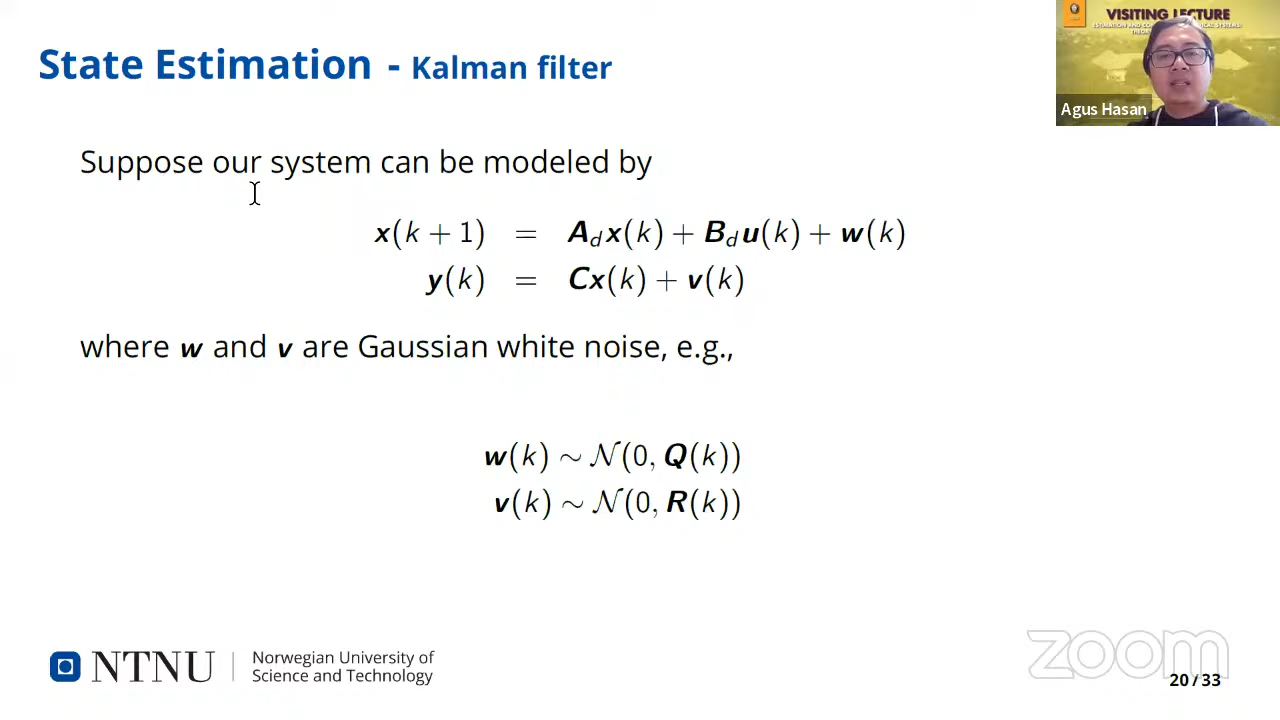 State Estimation - Kalman filter
VISITING LECTURE
Agus Hasan
Suppose our system can be modeled by
x(k + 1) = A_d x(k) + B_d u(k) + w(k)
y(k) = Cx(k) + v(k)
where w and v are Gaussian white noise, e.g.,
w(k) ∼ N(0, Q(k))
v(k) ∼ N(0, R(k))
NTNU
Norwegian University of
Science and Technology
zoom
20 / 33